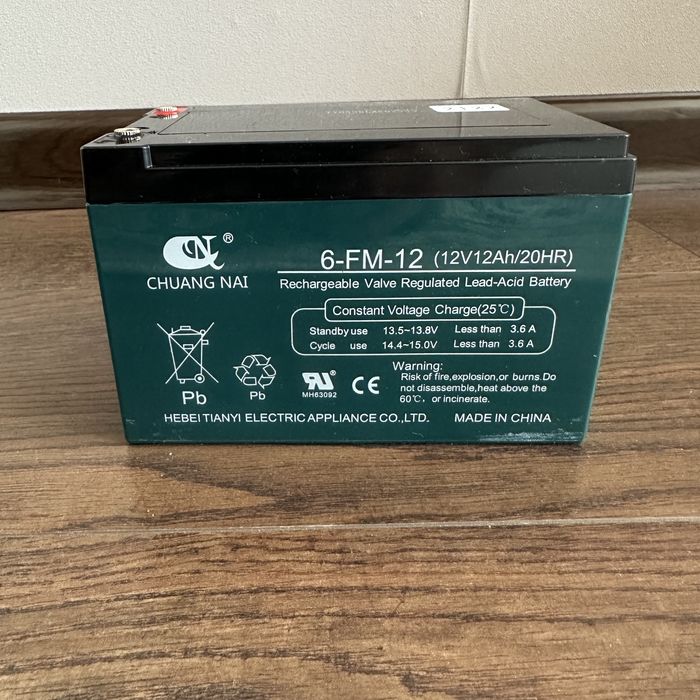 CN ®
CHUANG NAI
6-FM-12 (12V12Ah/20HR)
Rechargeable Valve Regulated Lead-Acid Battery
Constant Voltage Charge(25℃)
Standby use 13.5~13.8V Less than 3.6 A
Cycle use 14.4~15.0V Less than 3.6 A
Pb
Pb
MH63092
CE
Warning:
Risk of fire,explosion,or burns.Do
not disassemble,heat above the
60℃, or incinerate.
HEBEI TIANYI ELECTRIC APPLIANCE CO.,LTD. MADE IN CHINA